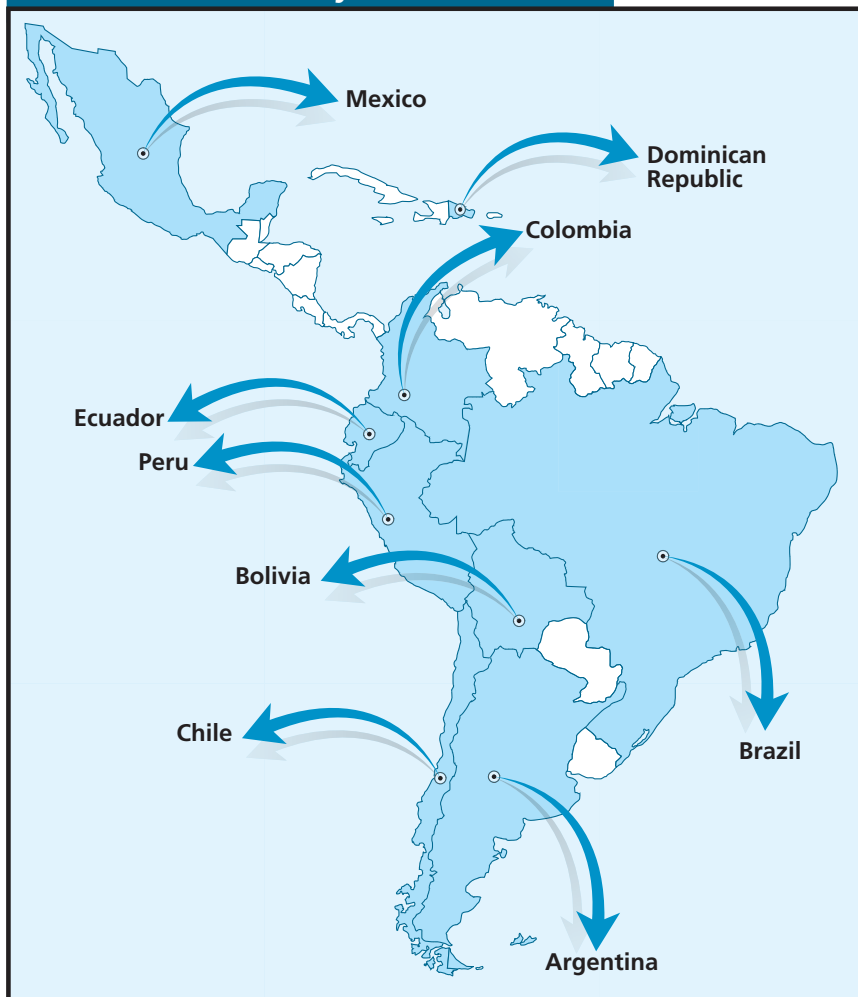 Mexico
Dominican
Republic
Colombia
Ecuador
Peru
Bolivia
Brazil
Chile
Argentina